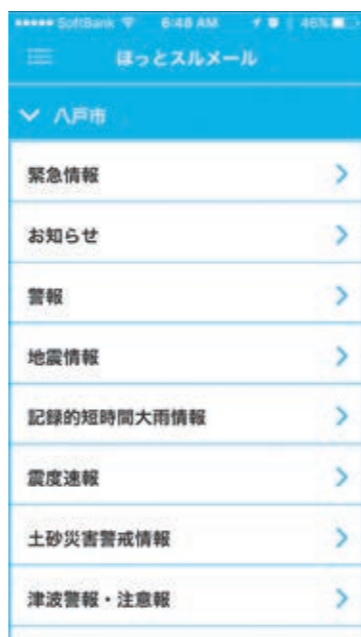 SoftBank 6:48 AM 46%
ほっとスルメール
八戸市
緊急情報
お知らせ
警報
地震情報
記録的短時間大雨情報
震度速報
土砂災害警戒情報
津波警報・注意報